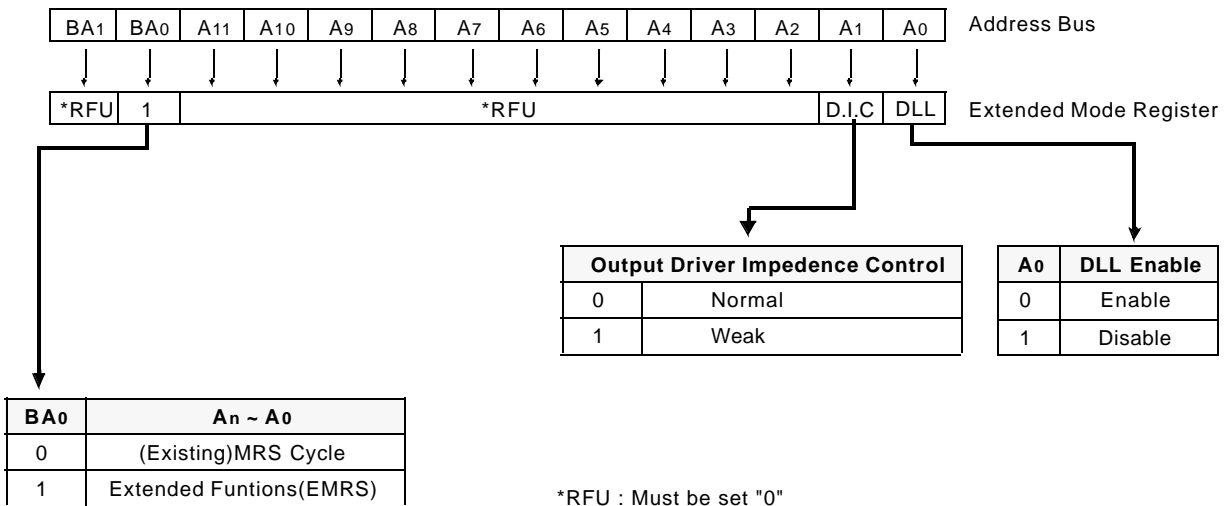 BA1 BA0 A11 A10 A9 A8 A7 A6 A5 A4 A3 A2 A1 A0 Address Bus
*RFU 1 *RFU D.I.C DLL Extended Mode Register
Output Driver Impedence Control
0 Normal
1 Weak
A0 DLL Enable
0 Enable
1 Disable
BA0 An ~ A0
0 (Existing)MRS Cycle
1 Extended Funtions(EMRS)
*RFU : Must be set "0"